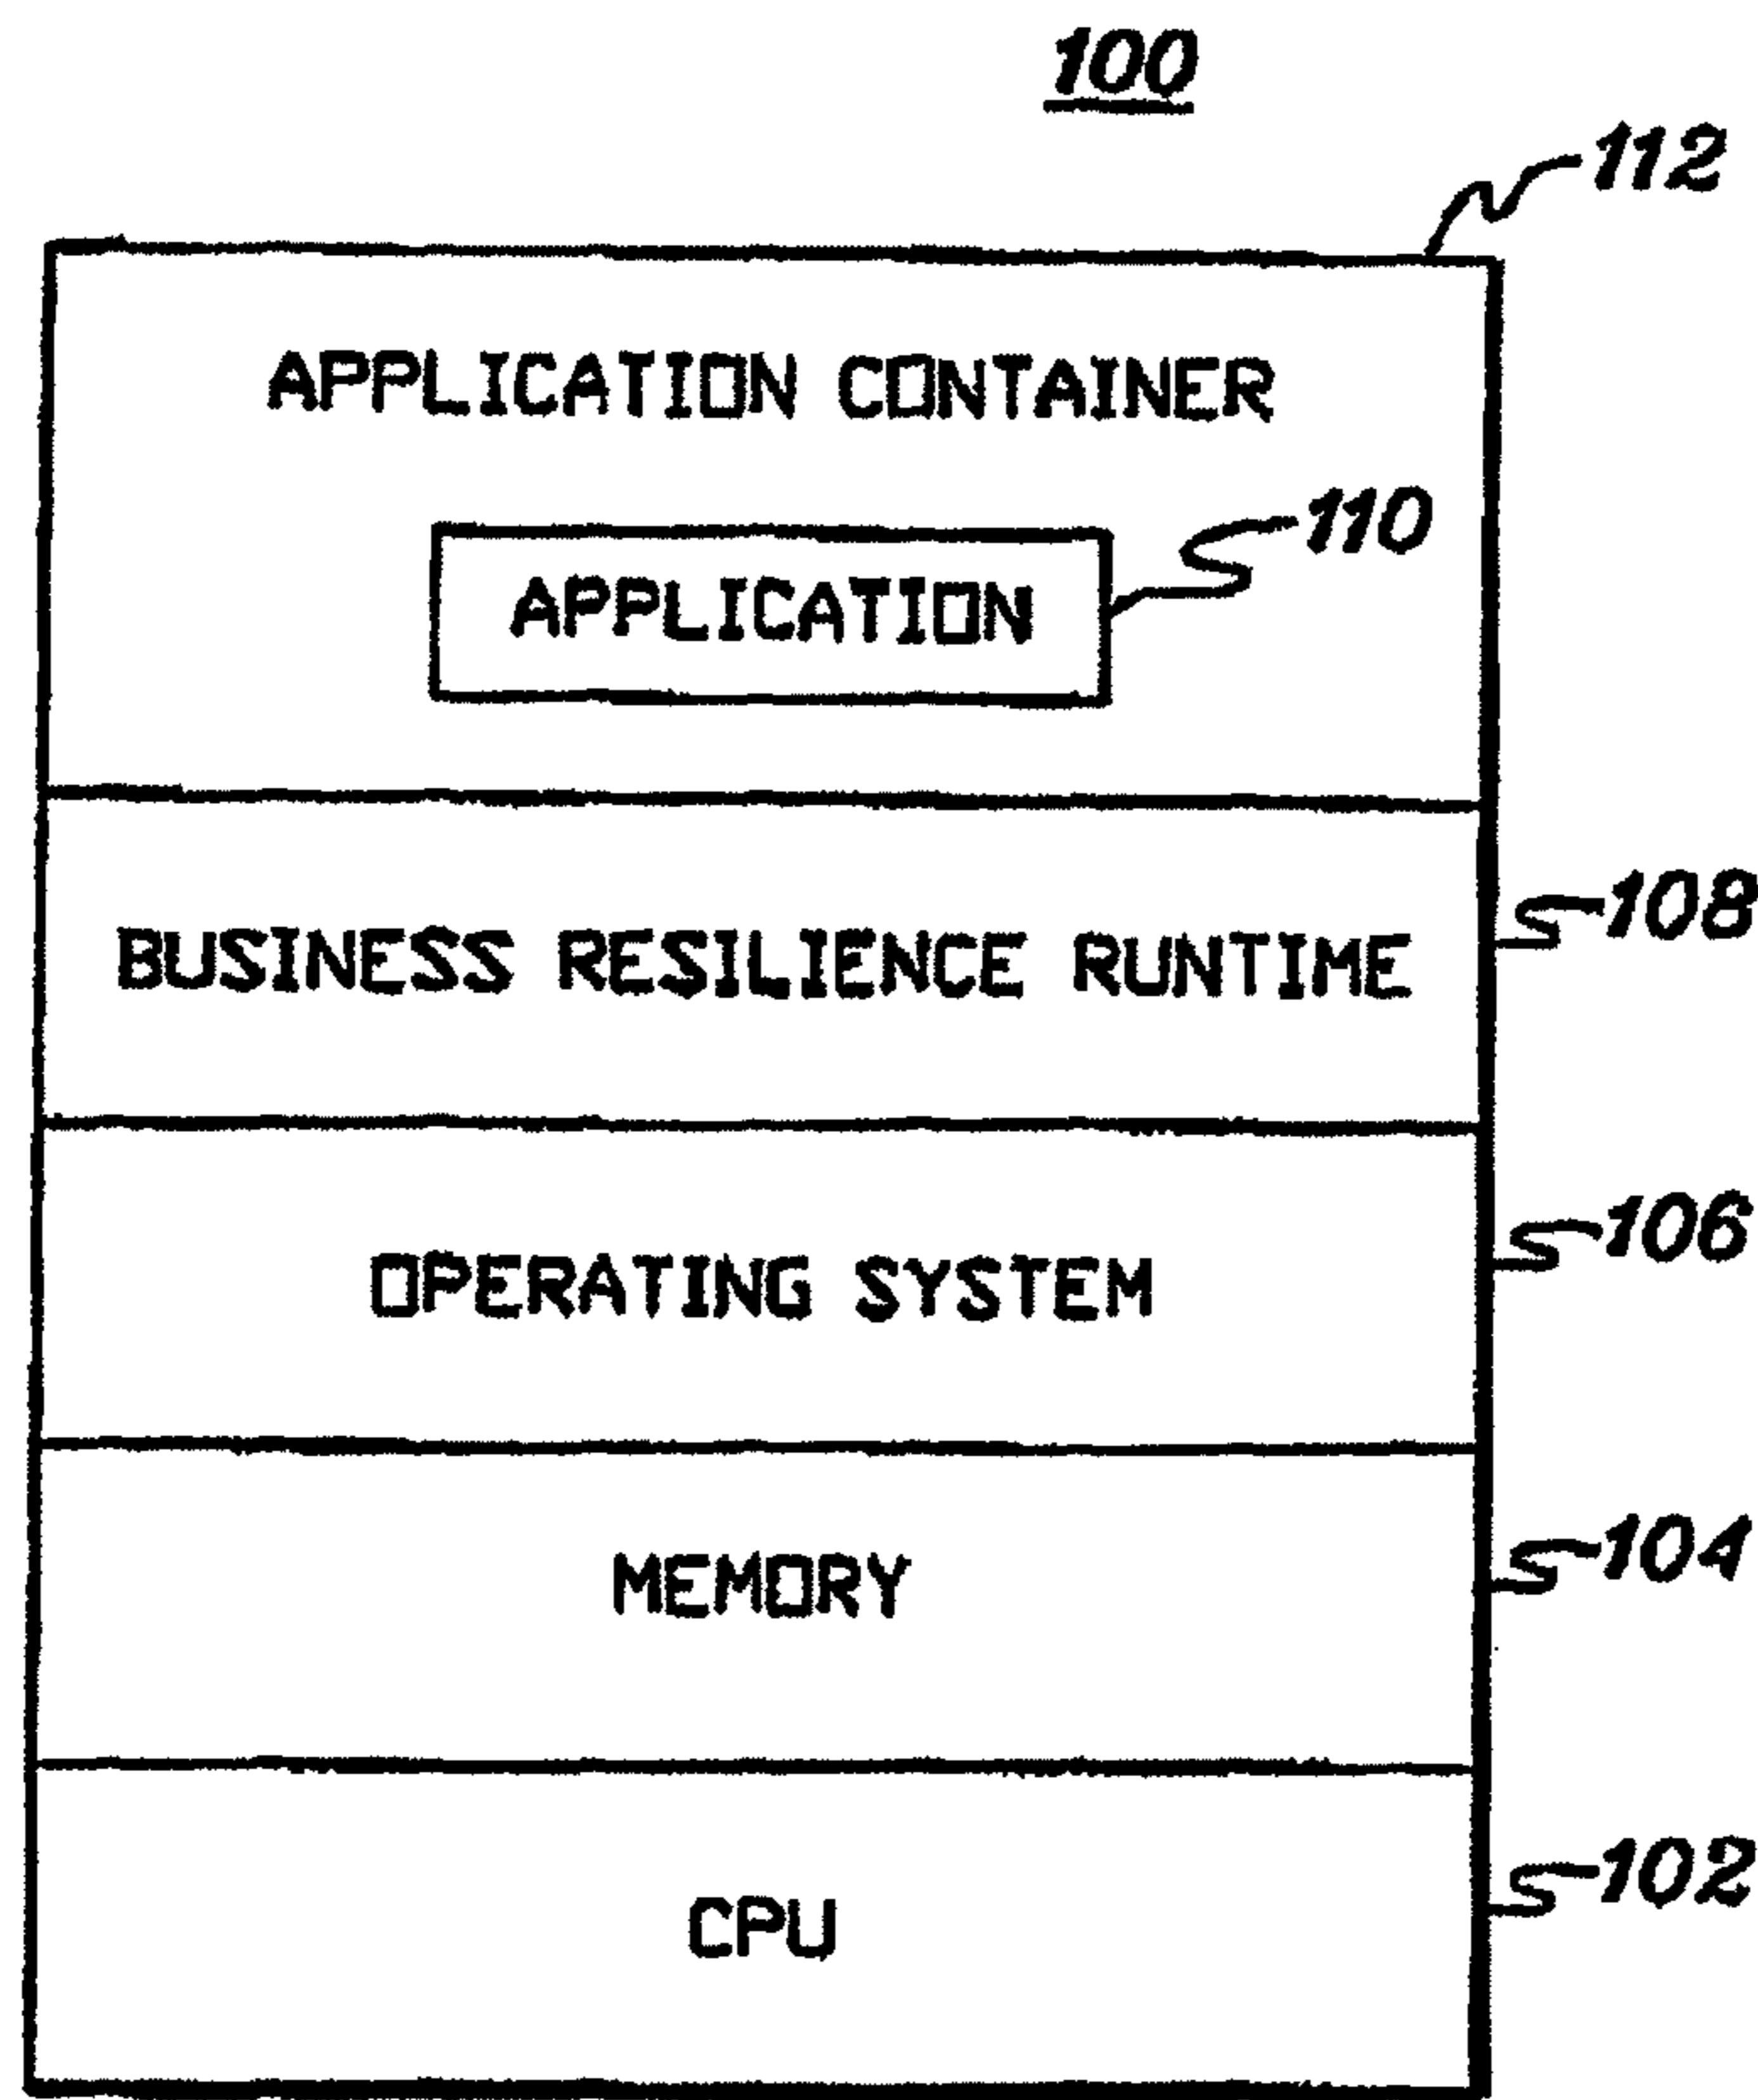 100
112
APPLICATION CONTAINER
110
APPLICATION
108
BUSINESS RESILIENCE RUNTIME
106
OPERATING SYSTEM
104
MEMORY
102
CPU